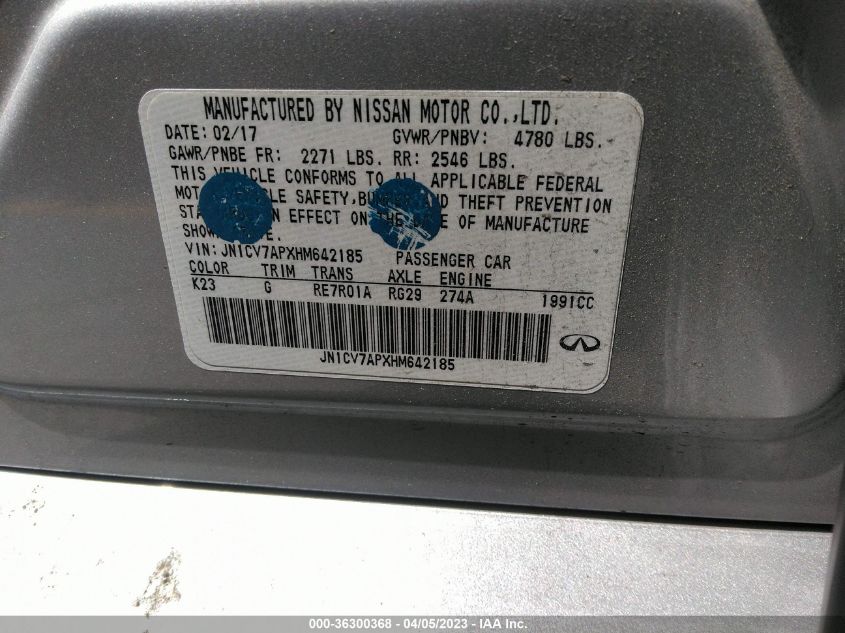 MANUFACTURED BY NISSAN MOTOR CO.,LTD.
DATE: 02/17 GVWR/PNBV: 4780 LBS.
GAWR/PNBE FR: 2271 LBS. RR: 2546 LBS.
THIS VEHICLE CONFORMS TO ALL APPLICABLE FEDERAL
SAFETY, AND THEFT PREVENTION
IN EFFECT ON THE OF MANUFACTURE
VIN: JN1CV7APXHM642185 PASSENGER CAR
COLOR TRIM TRANS AXLE ENGINE
K23 G RE7R01A RG29 274A 1991CC
JN1CV7APXHM642185
000-36300368 - 04/05/2023 - IAA Inc.